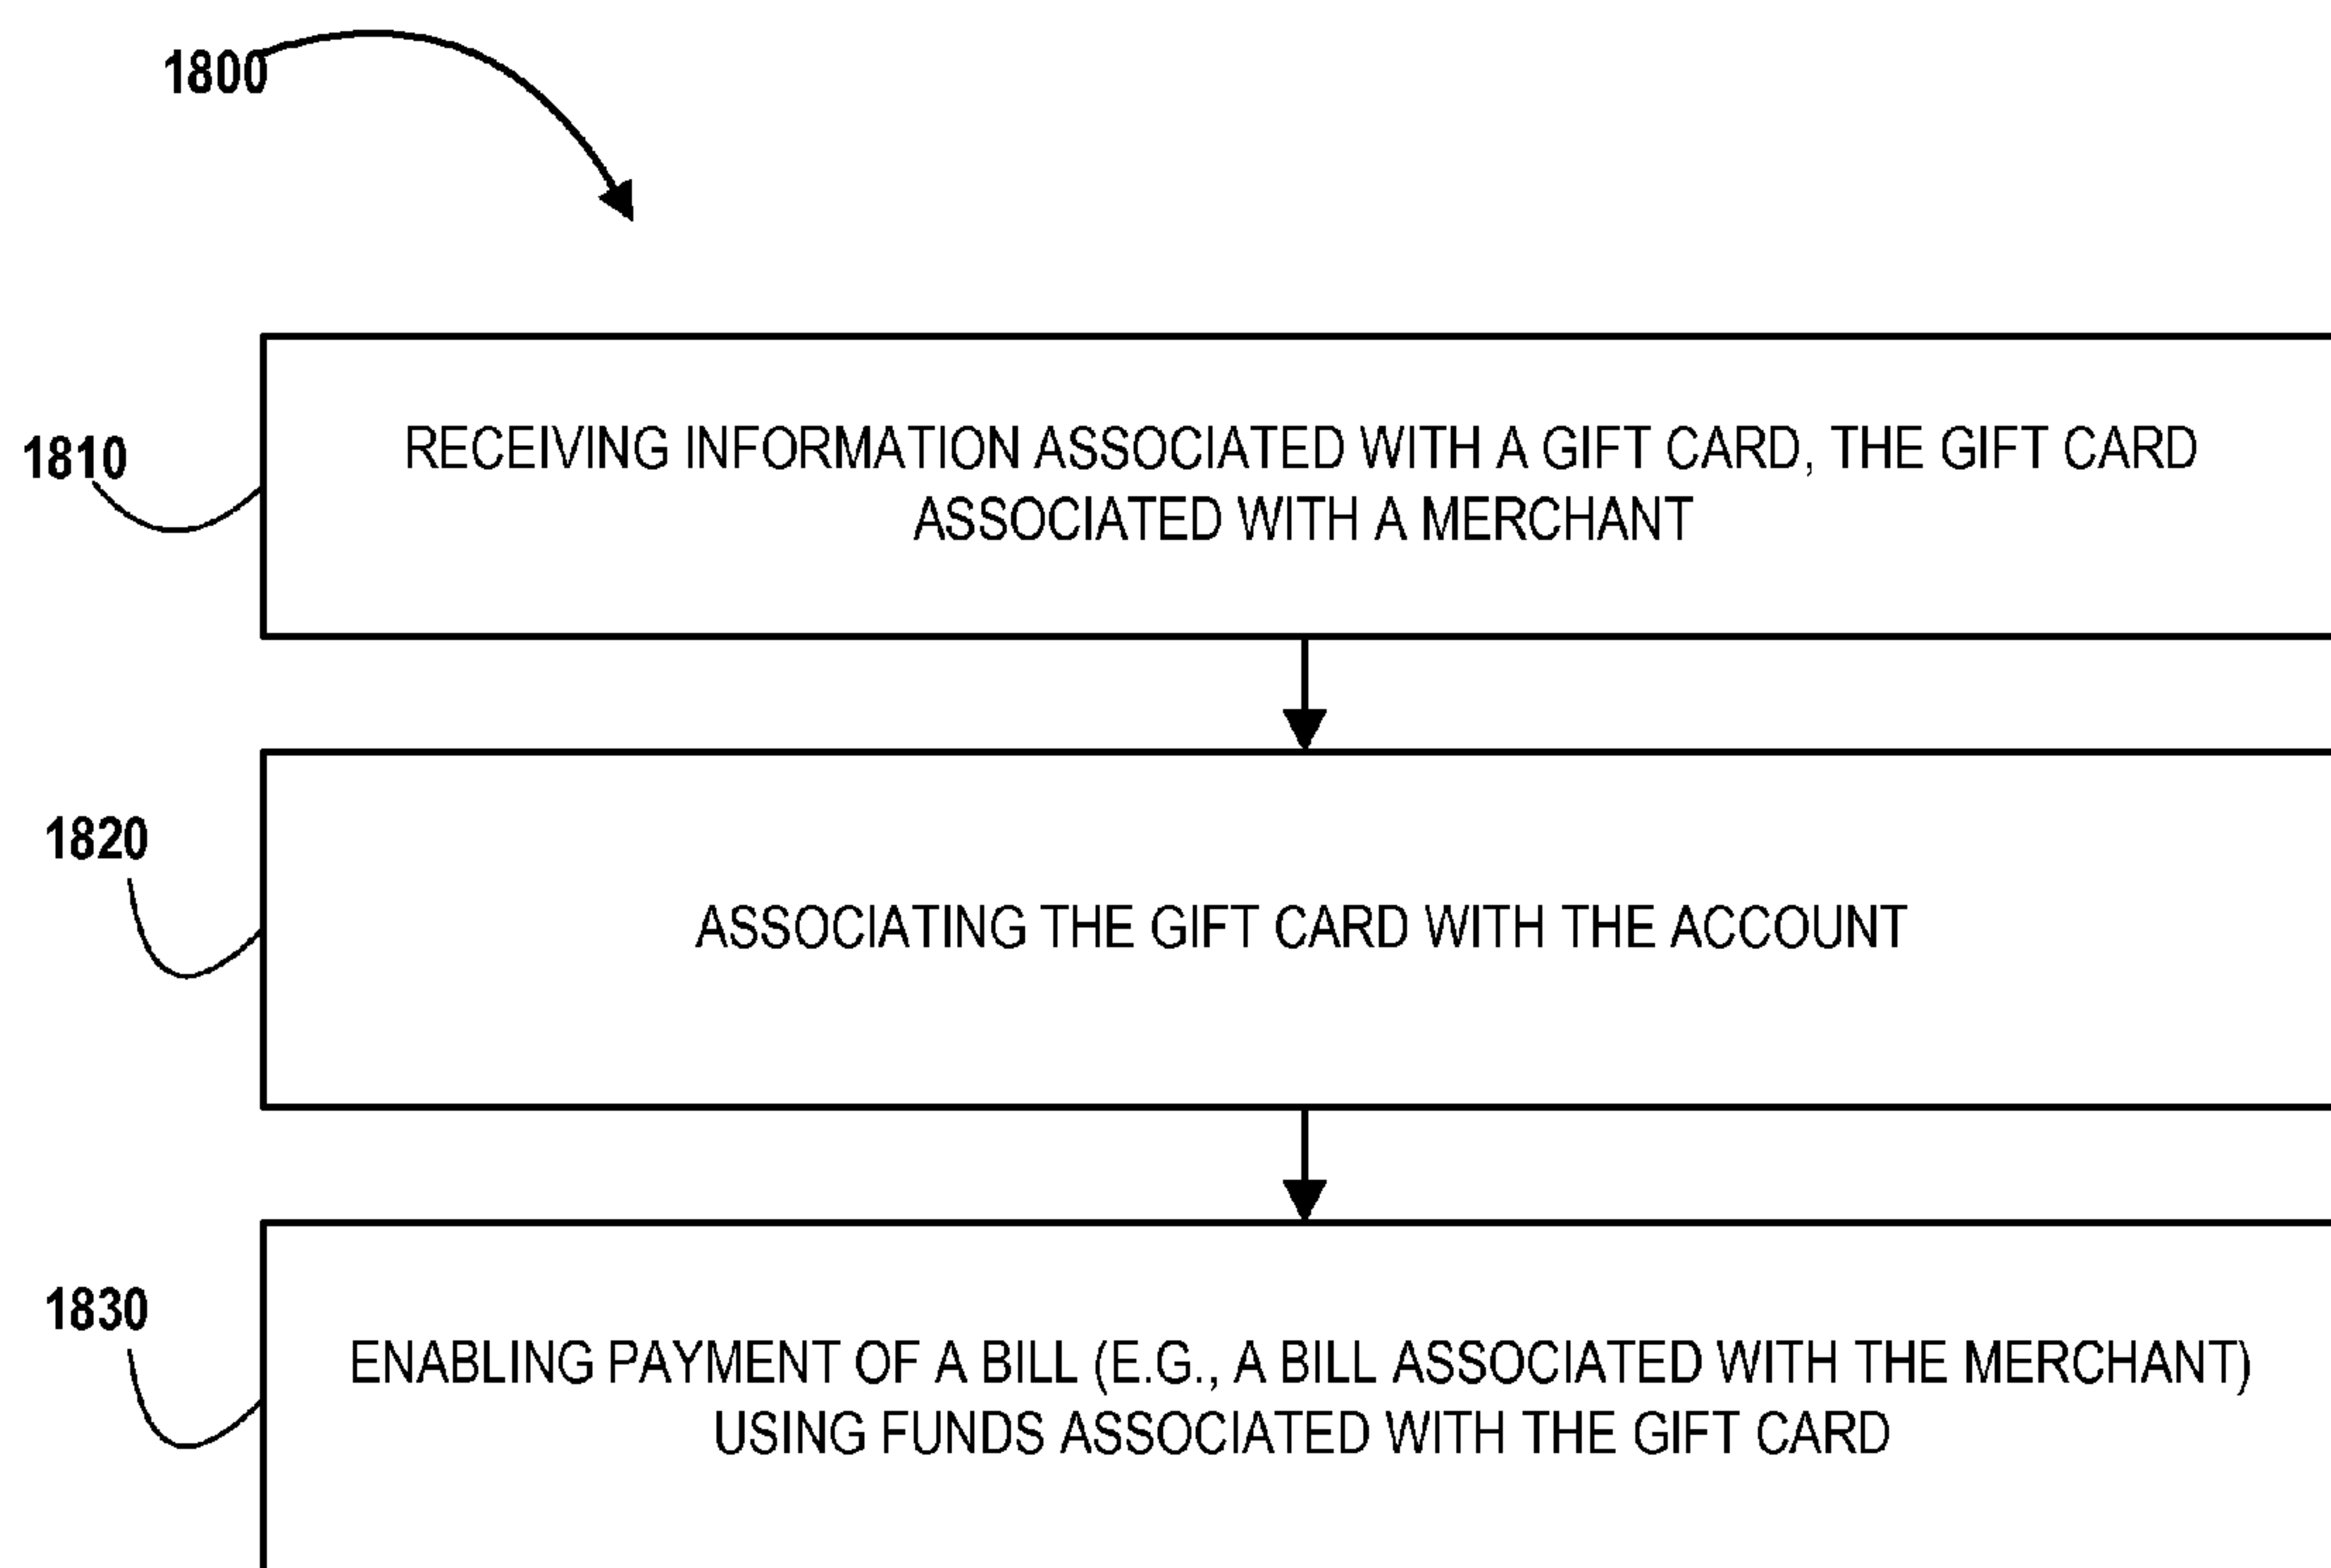 1800
1810
RECEIVING INFORMATION ASSOCIATED WITH A GIFT CARD, THE GIFT CARD
ASSOCIATED WITH A MERCHANT
1820
ASSOCIATING THE GIFT CARD WITH THE ACCOUNT
1830
ENABLING PAYMENT OF A BILL (E.G., A BILL ASSOCIATED WITH THE MERCHANT)
USING FUNDS ASSOCIATED WITH THE GIFT CARD